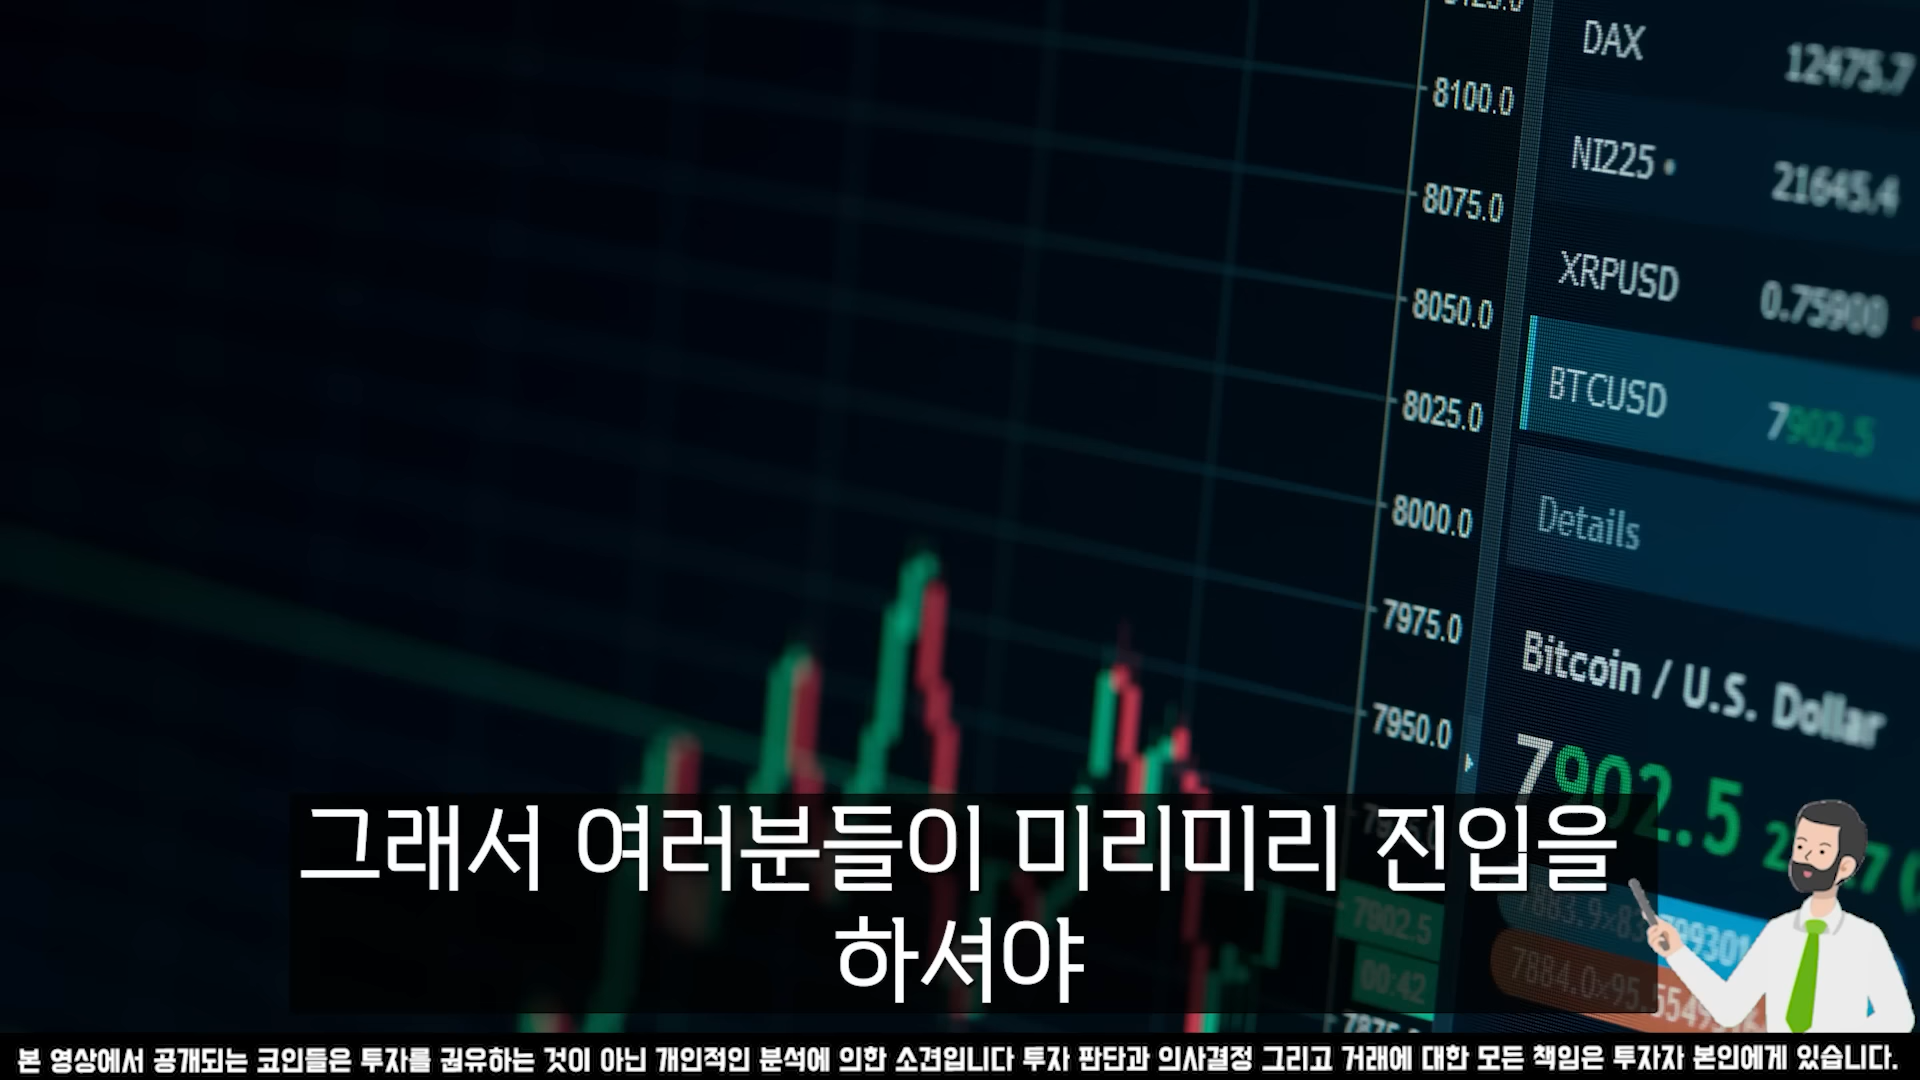 DAX 12475.7
8100.0
NI225 21645.4
8075.0
XRPUSD 0.75900
8050.0
BTCUSD 7902.5
8025.0
Details
8000.0
7975.0
Bitcoin / U.S. Dollar
7950.0
7902.5
그래서 여러분들이 미리미리 진입을
하셔야
7902.5
00:42
본 영상에서 공개되는 코인들은 투자를 권유하는 것이 아닌 개인적인 분석에 의한 소견입니다 투자 판단과 의사결정 그리고 거래에 대한 모든 책임은 투자자 본인에게 있습니다.